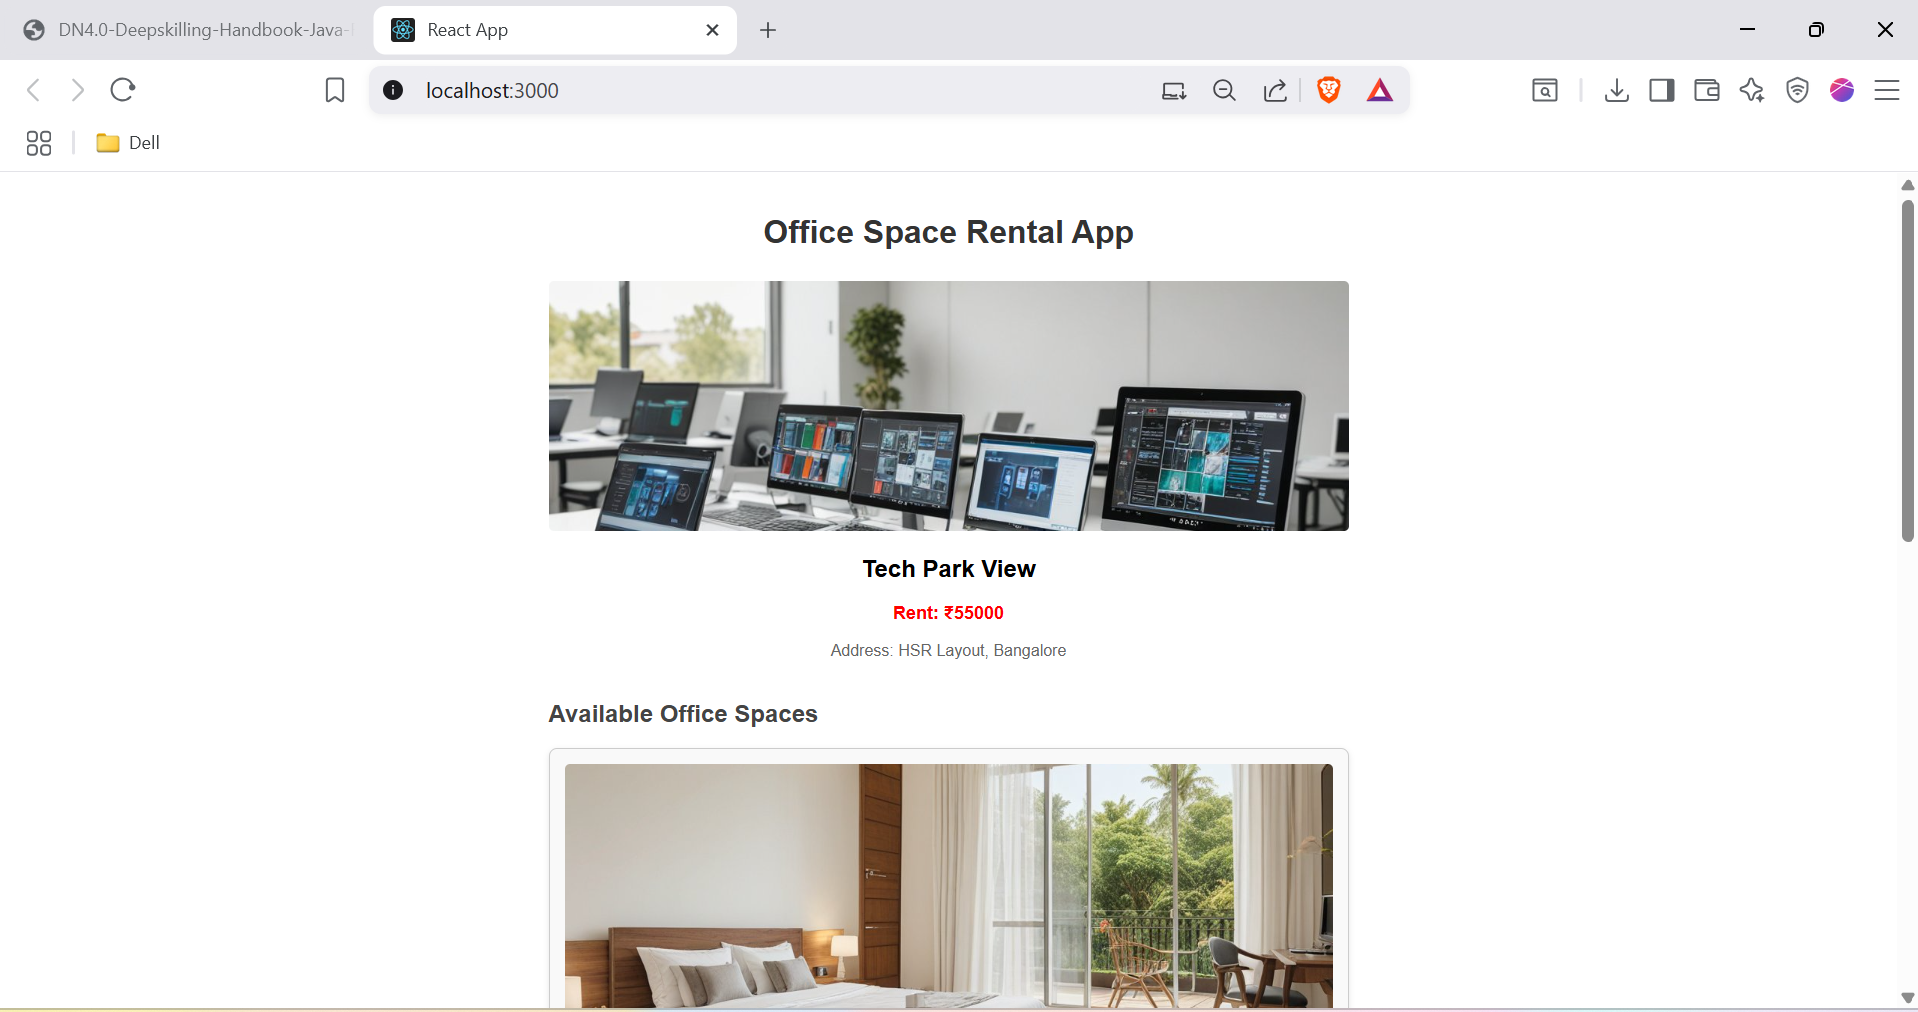 DN4.0-Deepskilling-Handbook-Java-
React App
localhost:3000
Dell
Office Space Rental App
Tech Park View
Rent: ₹55000
Address: HSR Layout, Bangalore
Available Office Spaces